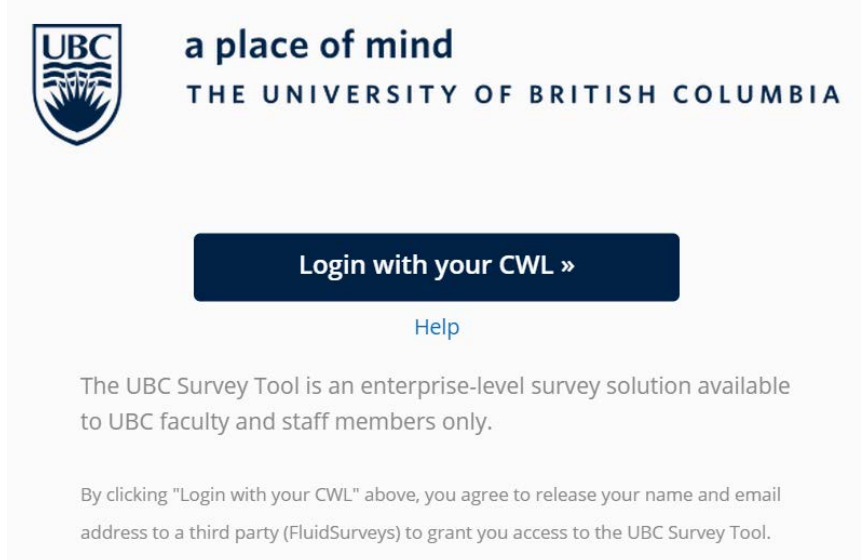 UBC
a place of mind
THE UNIVERSITY OF BRITISH COLUMBIA
Login with your CWL »
Help
The UBC Survey Tool is an enterprise-level survey solution available
to UBC faculty and staff members only.
By clicking "Login with your CWL" above, you agree to release your name and email
address to a third party (FluidSurveys) to grant you access to the UBC Survey Tool.